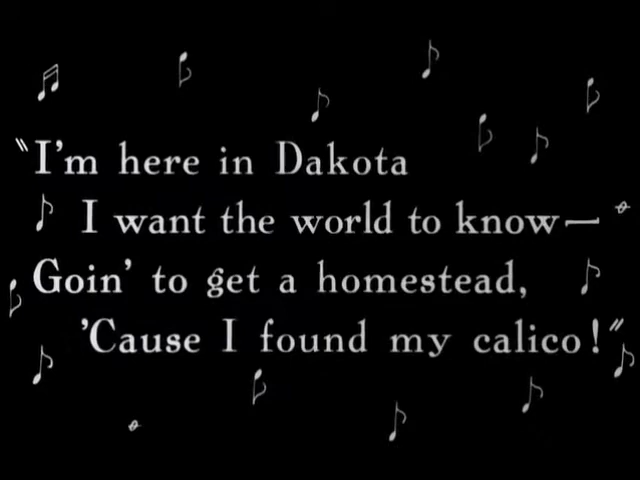 "I'm here in Dakota
I want the world to know—
Goin' to get a homestead,
'Cause I found my calico!"